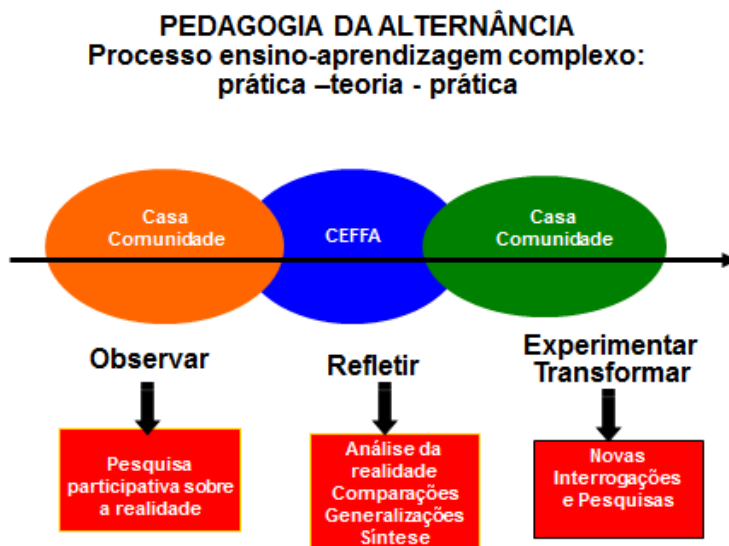 PEDAGOGIA DA ALTERNÂNCIA
Processo ensino-aprendizagem complexo:
prática –teoria - prática
Casa
Comunidade
CEFFA
Casa
Comunidade
Observar
Refletir
Experimentar
Transformar
Pesquisa
participativa sobre
a realidade
Análise da
realidade
Comparações
Generalizações
Síntese
Novas
Interrogações
e Pesquisas